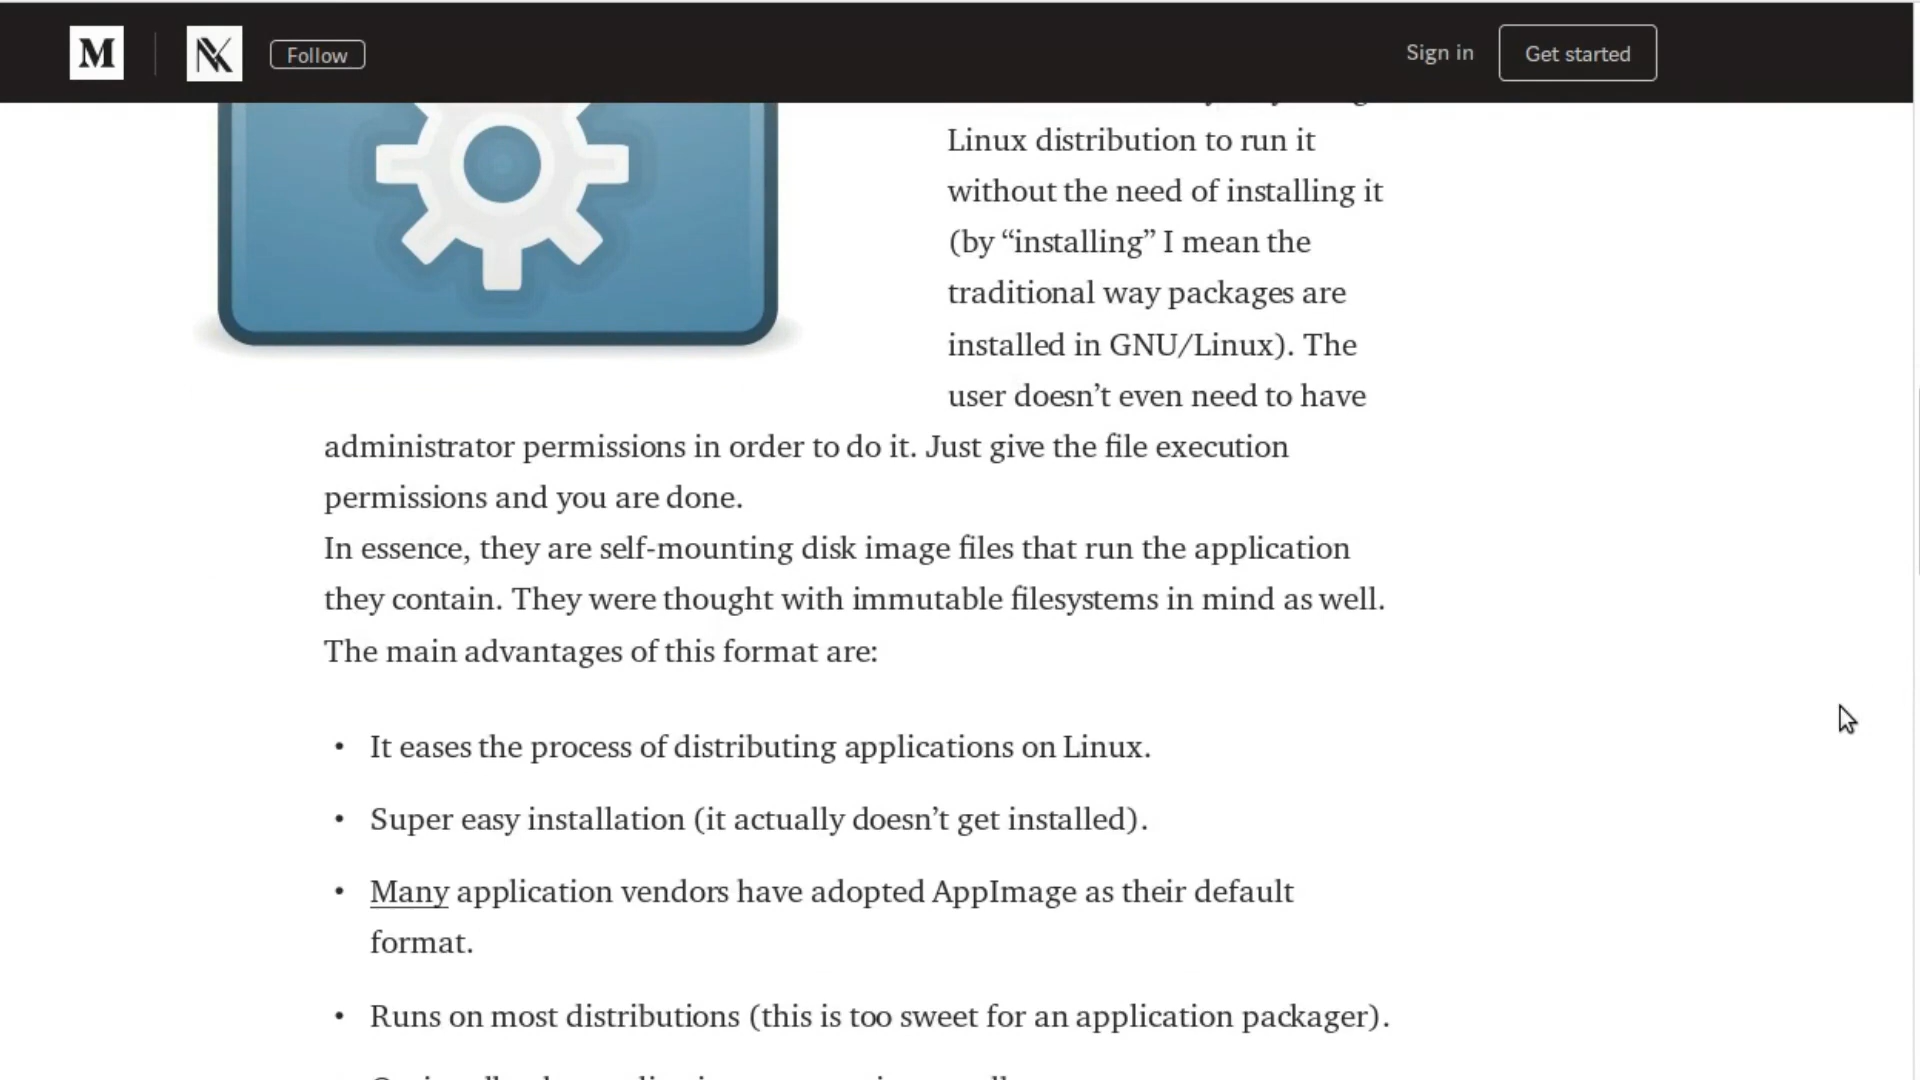 M
Follow
Sign in
Get started
Linux distribution to run it
without the need of installing it
(by “installing” I mean the
traditional way packages are
installed in GNU/Linux). The
user doesn’t even need to have
administrator permissions in order to do it. Just give the file execution
permissions and you are done.
In essence, they are self-mounting disk image files that run the application
they contain. They were thought with immutable filesystems in mind as well.
The main advantages of this format are:
• It eases the process of distributing applications on Linux.
• Super easy installation (it actually doesn’t get installed).
• Many application vendors have adopted AppImage as their default
format.
• Runs on most distributions (this is too sweet for an application packager).